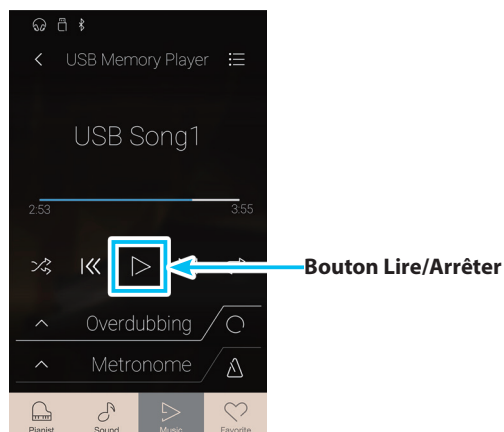 USB Memory Player
USB Song1
2:53 3:55
Bouton Lire/Arrêter
Overdubbing
Metronome
Pianist Sound Music Favorite